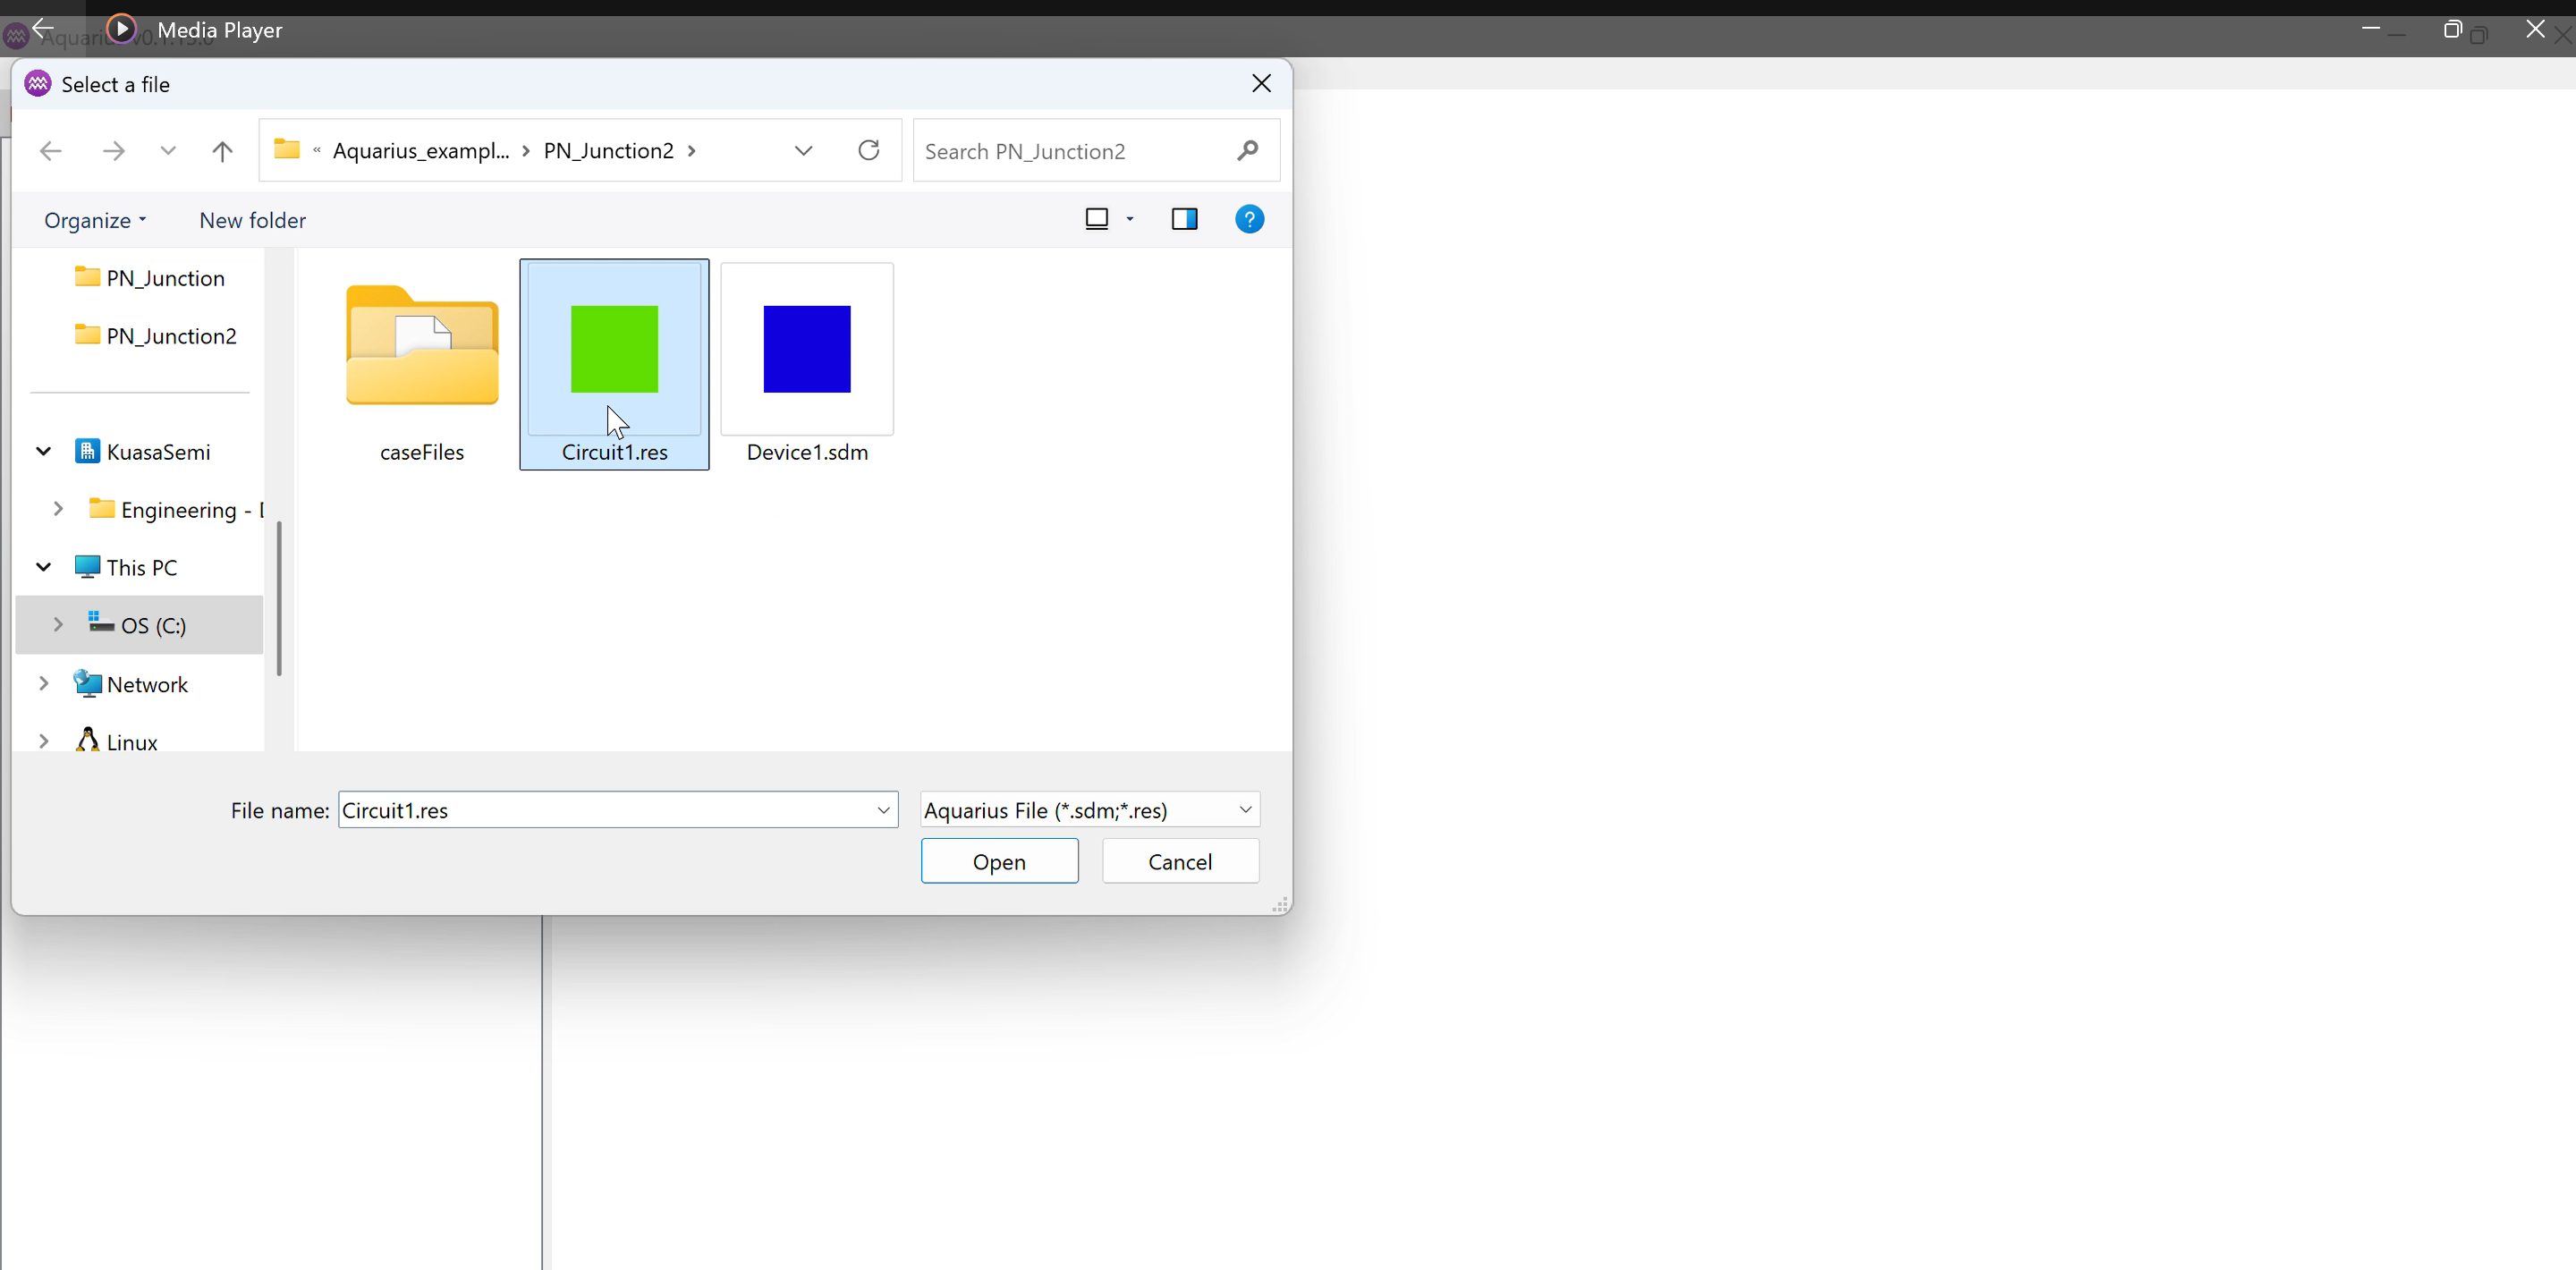 Media Player
Select a file
« Aquarius_exampl... › PN_Junction2 ›
Search PN_Junction2
Organize
New folder
PN_Junction
PN_Junction2
KuasaSemi
Engineering -
This PC
OS (C:)
Network
Linux
caseFiles
Circuit1.res
Device1.sdm
File name:
Circuit1.res
Aquarius File (*.sdm;*.res)
Open
Cancel